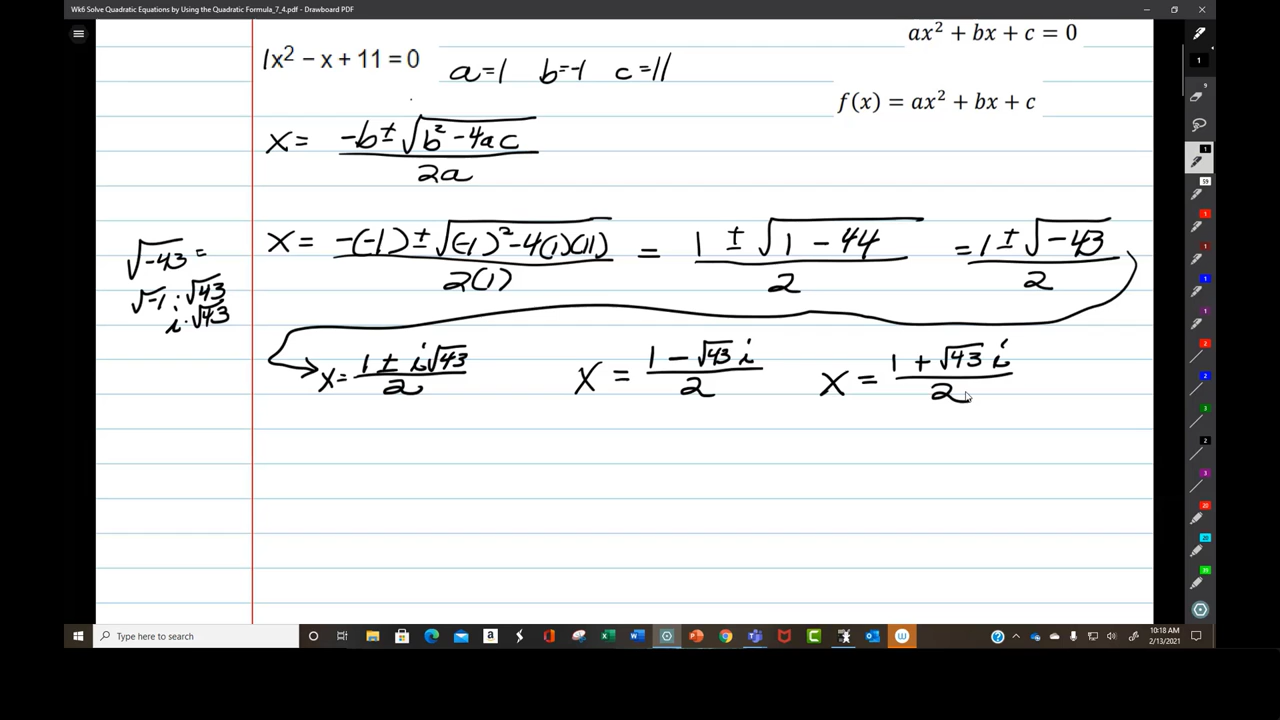 Wk6 Solve Quadratic Equations by Using the Quadratic Formula_7_4.pdf - Drawboard PDF
ax² + bx + c = 0
1x² − x + 11 = 0 a=1 b=-1 c=11
f(x) = ax² + bx + c
x = (-b ± √(b² - 4ac)) / 2a
x = (-(-1) ± √((-1)² - 4(1)(11))) / 2(1) = (1 ± √(1 - 44)) / 2 = (1 ± √-43) / 2
√-43 =
√-1 · √43
i · √43
x = (1 ± i√43) / 2 x = (1 - √43 i) / 2 x = (1 + √43 i) / 2
Type here to search
10:18 AM
2/13/2021